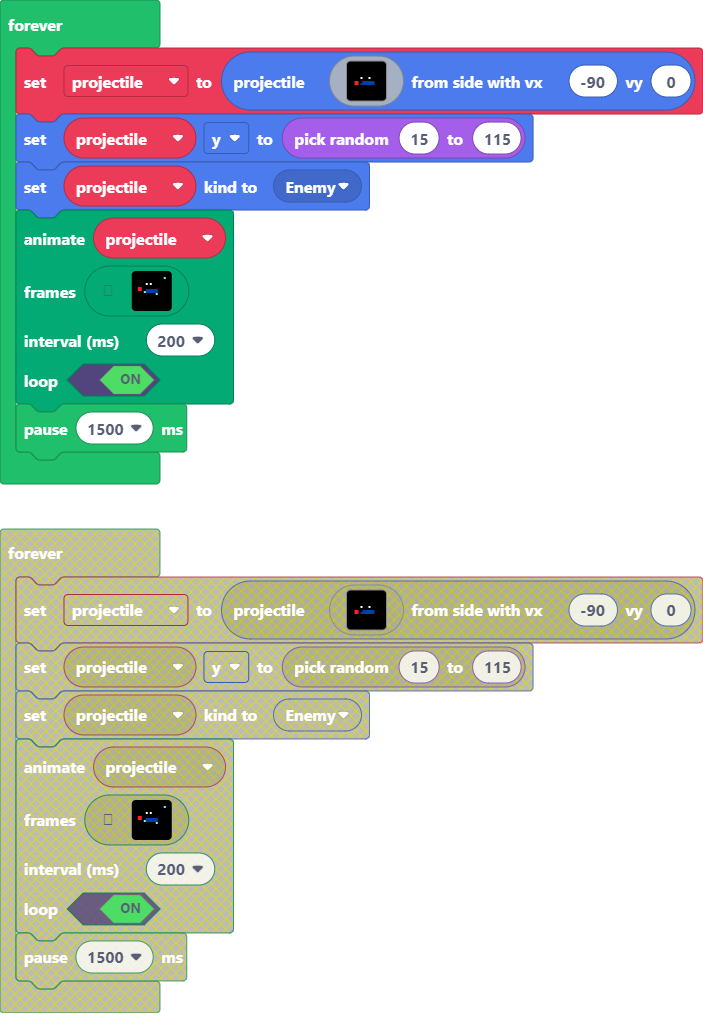 forever
set projectile to projectile from side with vx -90 vy 0
set projectile y to pick random 15 to 115
set projectile kind to Enemy
animate projectile
frames
interval (ms) 200
loop ON
pause 1500 ms
forever
set projectile to projectile from side with vx -90 vy 0
set projectile y to pick random 15 to 115
set projectile kind to Enemy
animate projectile
frames
interval (ms) 200
loop ON
pause 1500 ms